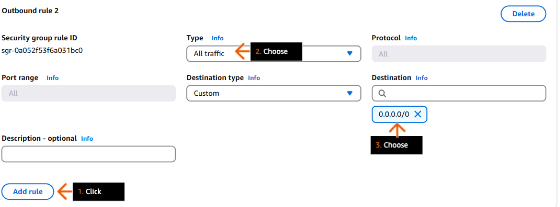 Outbound rule 2
Delete
Security group rule ID
sgr-0a052f53f6a031bc0
Type Info
All traffic
2. Choose
Protocol Info
All
Port range Info
All
Destination type Info
Custom
Destination Info
0.0.0.0/0
3. Choose
Description - optional Info
Add rule
1. Click